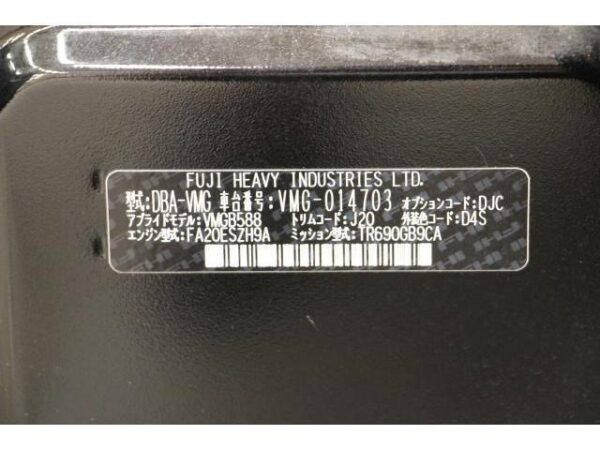 FUJI HEAVY INDUSTRIES LTD.
型式:DBA-VMG 車台番号:VMG-014703 オプションコード:DJC
アプライドモデル:VMGB588 トリムコード:J20 外装色コード:D4S
エンジン型式:FA20ESZH9A ミッション型式:TR690GB9CA